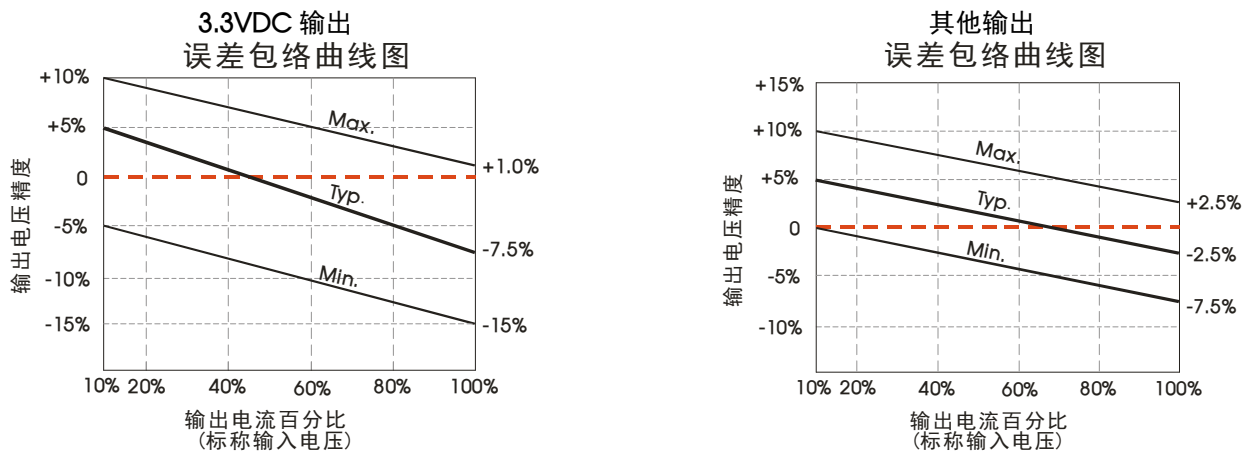 3.3VDC 输出
误差包络曲线图
+10%
+5%
0
-5%
-10%
-15%
输出电压精度
Max.
Typ.
Min.
+1.0%
-7.5%
-15%
10% 20% 40% 60% 80% 100%
输出电流百分比
(标称输入电压)
其他输出
误差包络曲线图
+15%
+10%
+5%
0
-5%
-10%
输出电压精度
Max.
Typ.
Min.
+2.5%
-2.5%
-7.5%
10% 20% 40% 60% 80% 100%
输出电流百分比
(标称输入电压)